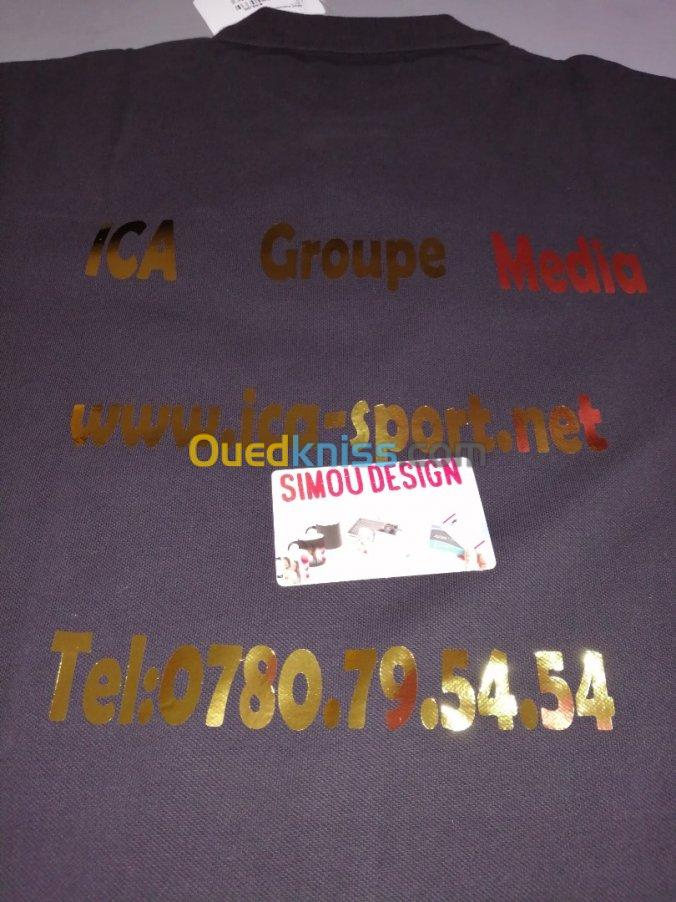 ICA Groupe Media
www.ica-sport.net
Ouedkniss.com
SIMOU DESIGN
Tel:0780.79.54.54